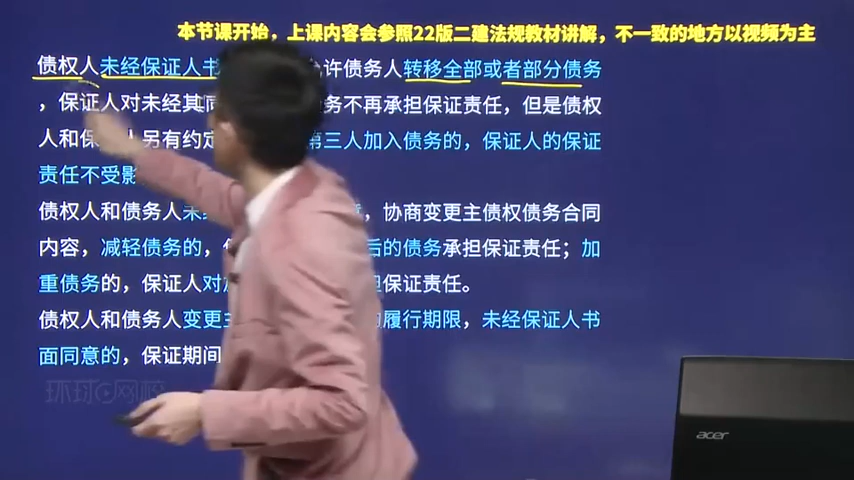 本节课开始，上课内容会参照22版二建法规教材讲解，不一致的地方以视频为主
债权人未经保证人书 允许债务人转移全部或者部分债务
，保证人对未经其同 务不再承担保证责任，但是债权
人和保 人另有约定 第三人加入债务的，保证人的保证
责任不受影
债权人和债务人未 ，协商变更主债权债务合同
内容，减轻债务的， 后的债务承担保证责任；加
重债务的，保证人对 保证责任。
债权人和债务人变更 履行期限，未经保证人书
面同意的，保证期间
环球网校
acer